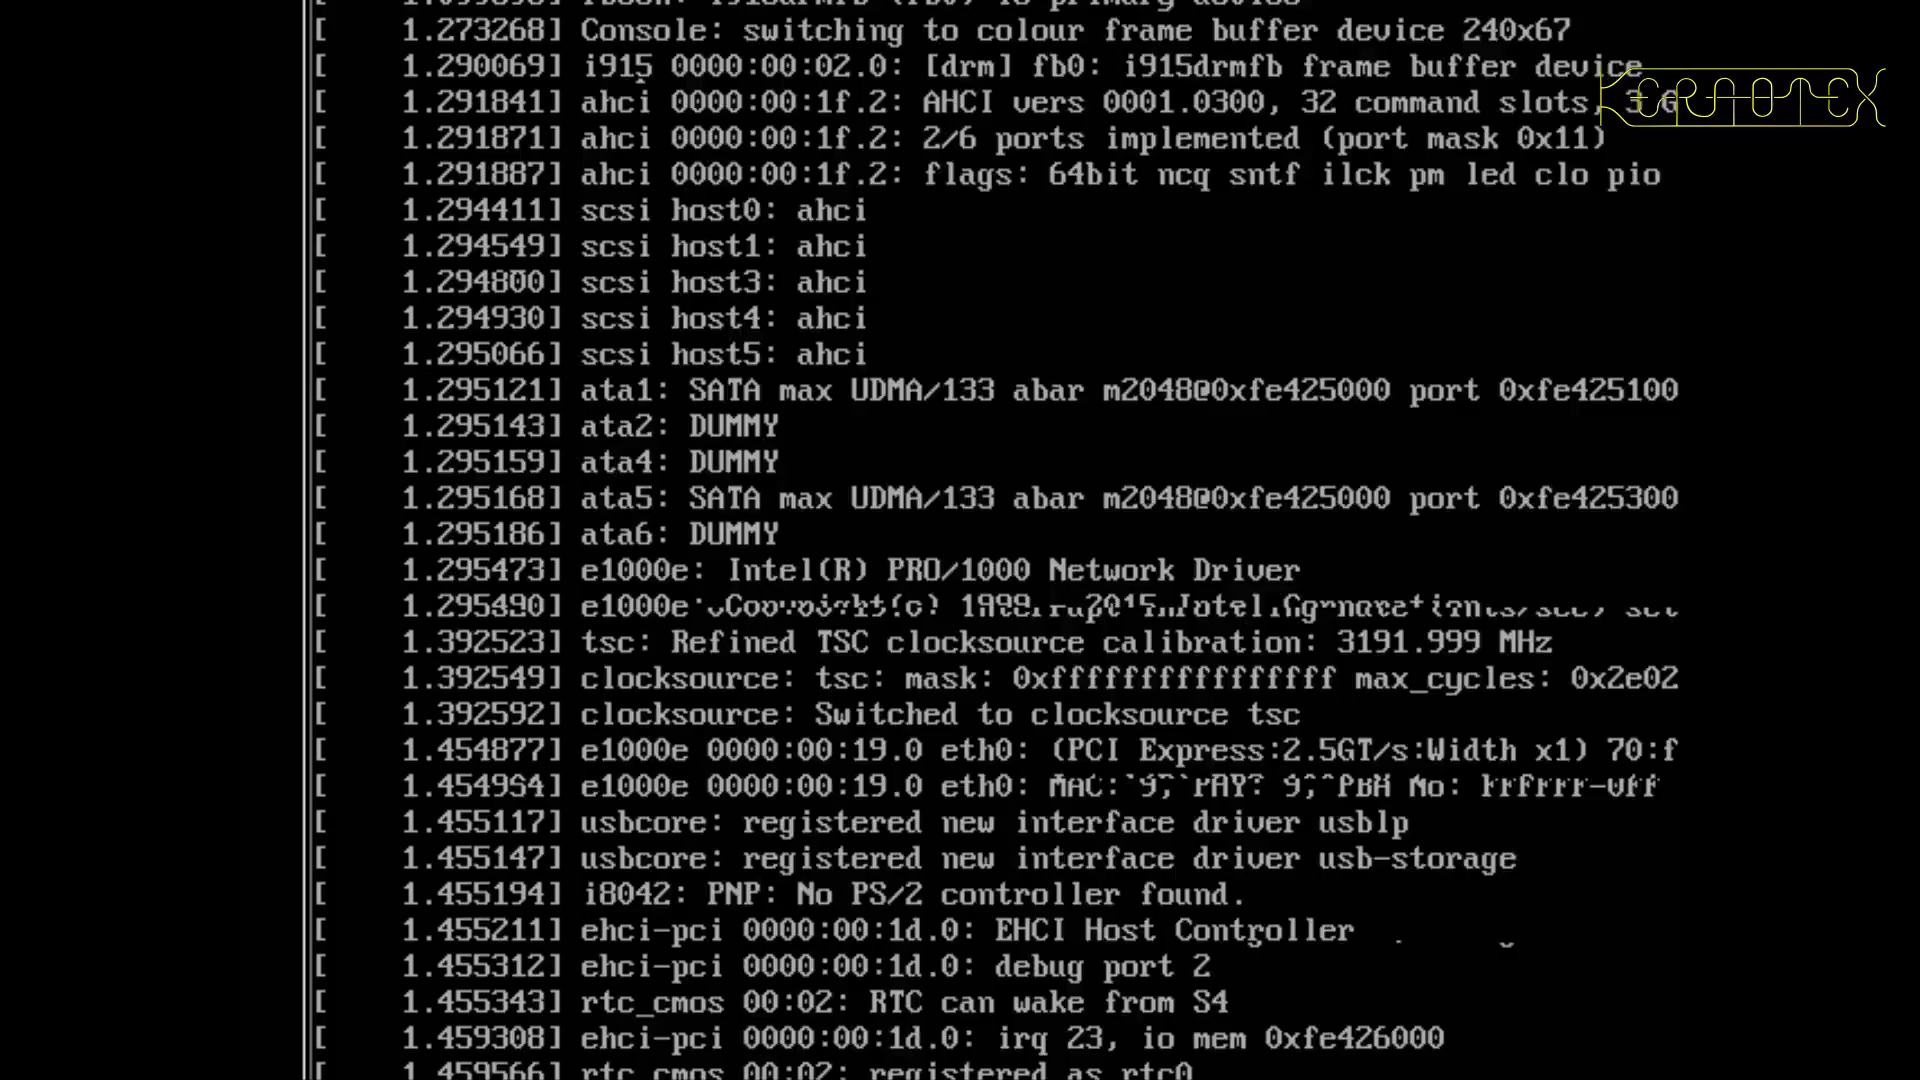 [    1.273268] Console: switching to colour frame buffer device 240x67
[    1.290069] i915 0000:00:02.0: [drm] fb0: i915drmfb frame buffer device
[    1.291841] ahci 0000:00:1f.2: AHCI vers 0001.0300, 32 command slots, 3 G
KERAOTEX
[    1.291871] ahci 0000:00:1f.2: 2/6 ports implemented (port mask 0x11)
[    1.291887] ahci 0000:00:1f.2: flags: 64bit ncq sntf ilck pm led clo pio
[    1.294411] scsi host0: ahci
[    1.294549] scsi host1: ahci
[    1.294800] scsi host3: ahci
[    1.294930] scsi host4: ahci
[    1.295066] scsi host5: ahci
[    1.295121] ata1: SATA max UDMA/133 abar m2048@0xfe425000 port 0xfe425100
[    1.295143] ata2: DUMMY
[    1.295159] ata4: DUMMY
[    1.295168] ata5: SATA max UDMA/133 abar m2048@0xfe425000 port 0xfe425300
[    1.295186] ata6: DUMMY
[    1.295473] e1000e: Intel(R) PRO/1000 Network Driver
[    1.295490] e1000e
[    1.392523] tsc: Refined TSC clocksource calibration: 3191.999 MHz
[    1.392549] clocksource: tsc: mask: 0xffffffffffffffff max_cycles: 0x2e02
[    1.392592] clocksource: Switched to clocksource tsc
[    1.454877] e1000e 0000:00:19.0 eth0: (PCI Express:2.5GT/s:Width x1) 70:f
[    1.454964] e1000e 0000:00:19.0 eth0: MAC:
[    1.455117] usbcore: registered new interface driver usblp
[    1.455147] usbcore: registered new interface driver usb-storage
[    1.455194] i8042: PNP: No PS/2 controller found.
[    1.455211] ehci-pci 0000:00:1d.0: EHCI Host Controller
[    1.455312] ehci-pci 0000:00:1d.0: debug port 2
[    1.455343] rtc_cmos 00:02: RTC can wake from S4
[    1.459308] ehci-pci 0000:00:1d.0: irq 23, io mem 0xfe426000
[    1.459566] rtc_cmos 00:02: registered as rtc0